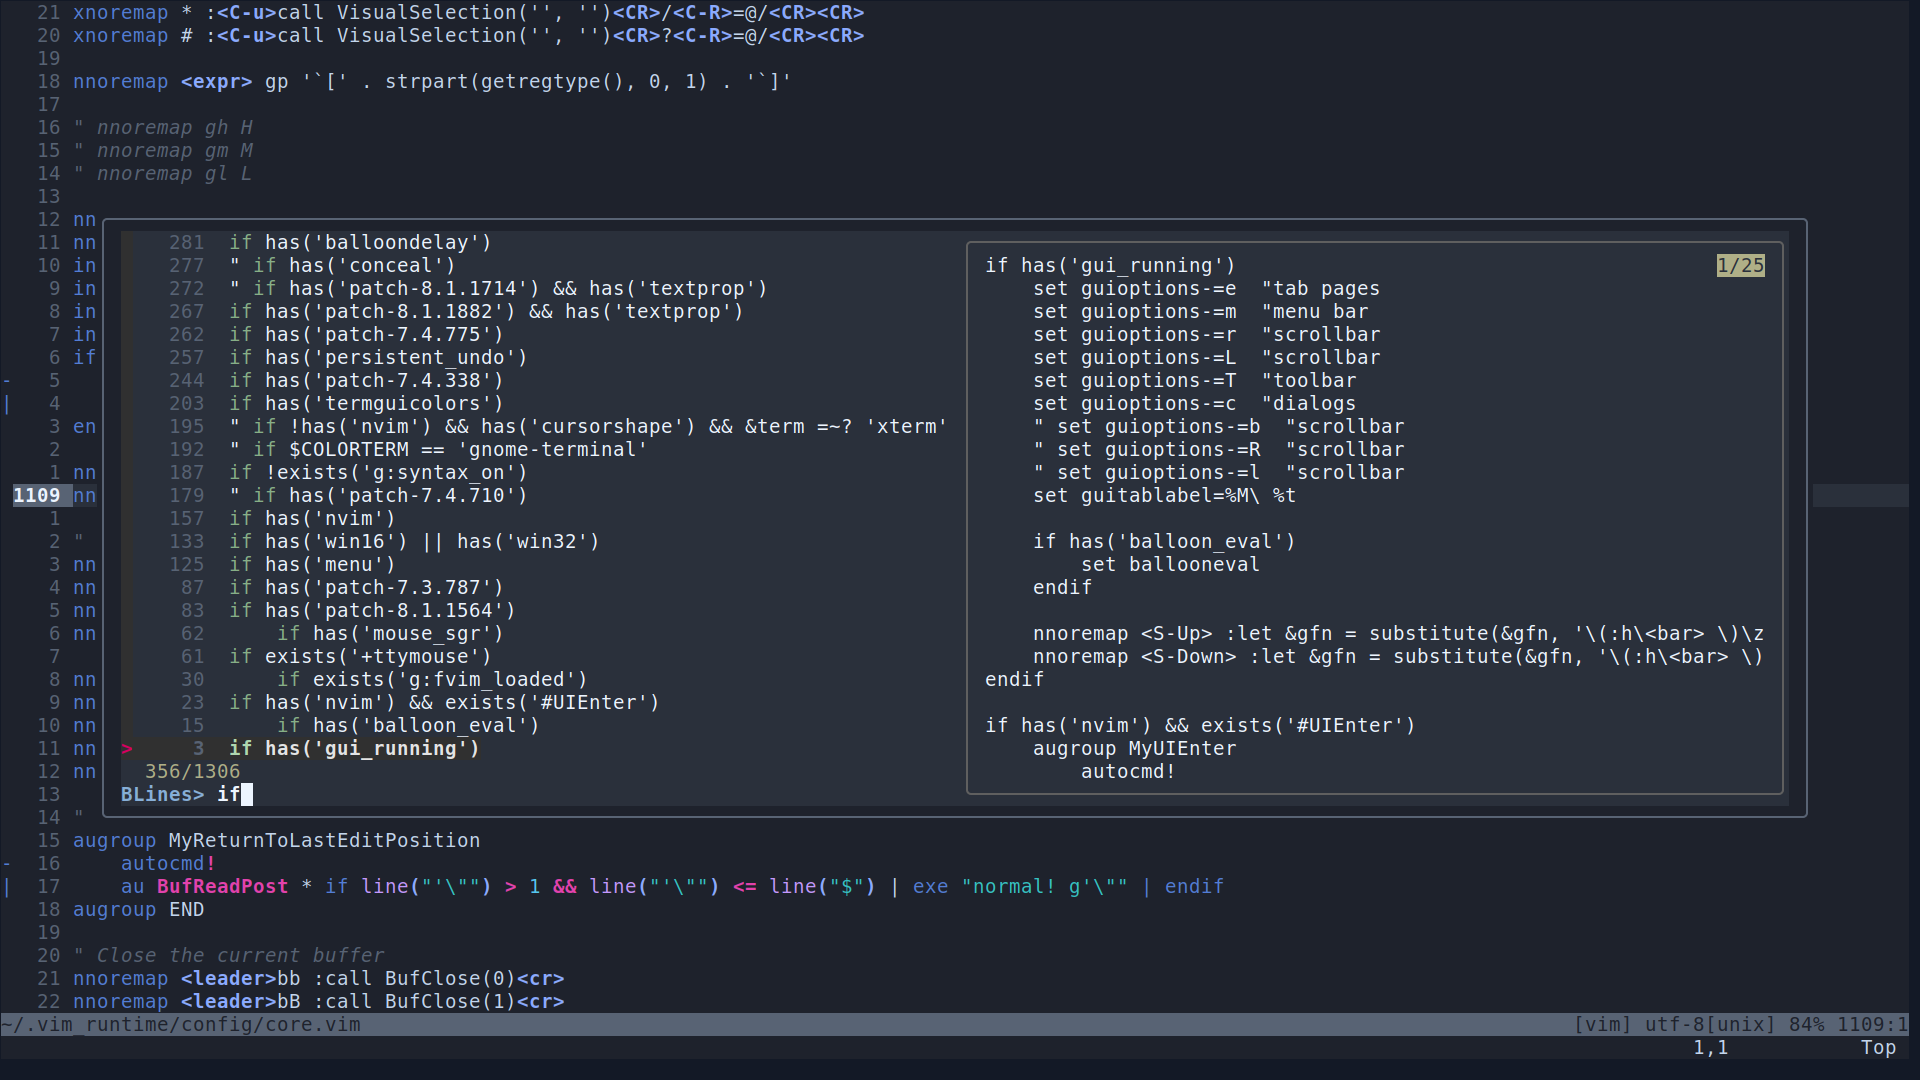 21 xnoremap * :<C-u>call VisualSelection('', '')<CR>/<C-R>=@/<CR><CR>
20 xnoremap # :<C-u>call VisualSelection('', '')<CR>?<C-R>=@/<CR><CR>
19
18 nnoremap <expr> gp '`[' . strpart(getregtype(), 0, 1) . '`]'
17
16 " nnoremap gh H
15 " nnoremap gm M
14 " nnoremap gl L
13
12 nn
11 nn
10 in
9 in
8 in
7 in
6 if
- 5
| 4
3 en
2
1 nn
1109 nn
1
2 "
3 nn
4 nn
5 nn
6 nn
7
8 nn
9 nn
10 nn
11 nn
12 nn
13
281 if has('balloondelay')
277 " if has('conceal')
272 " if has('patch-8.1.1714') && has('textprop')
267 if has('patch-8.1.1882') && has('textprop')
262 if has('patch-7.4.775')
257 if has('persistent_undo')
244 if has('patch-7.4.338')
203 if has('termguicolors')
195 " if !has('nvim') && has('cursorshape') && &term =~? 'xterm'
192 " if $COLORTERM == 'gnome-terminal'
187 if !exists('g:syntax_on')
179 " if has('patch-7.4.710')
157 if has('nvim')
133 if has('win16') || has('win32')
125 if has('menu')
87 if has('patch-7.3.787')
83 if has('patch-8.1.1564')
62     if has('mouse_sgr')
61 if exists('+ttymouse')
30     if exists('g:fvim_loaded')
23 if has('nvim') && exists('#UIEnter')
15     if has('balloon_eval')
> 3 if has('gui_running')
356/1306
BLines> if
if has('gui_running') 1/25
    set guioptions-=e  "tab pages
    set guioptions-=m  "menu bar
    set guioptions-=r  "scrollbar
    set guioptions-=L  "scrollbar
    set guioptions-=T  "toolbar
    set guioptions-=c  "dialogs
    " set guioptions-=b  "scrollbar
    " set guioptions-=R  "scrollbar
    " set guioptions-=l  "scrollbar
    set guitablabel=%M\ %t
    if has('balloon_eval')
        set ballooneval
    endif
    nnoremap <S-Up> :let &gfn = substitute(&gfn, '\(:h\<bar> \)\z
    nnoremap <S-Down> :let &gfn = substitute(&gfn, '\(:h\<bar> \)
endif
if has('nvim') && exists('#UIEnter')
    augroup MyUIEnter
        autocmd!
14 "
15 augroup MyReturnToLastEditPosition
- 16     autocmd!
| 17     au BufReadPost * if line("'\"") > 1 && line("'\"") <= line("$") | exe "normal! g'\"" | endif
18 augroup END
19
20 " Close the current buffer
21 nnoremap <leader>bb :call BufClose(0)<cr>
22 nnoremap <leader>bB :call BufClose(1)<cr>
~/.vim_runtime/config/core.vim [vim] utf-8[unix] 84% 1109:1
1,1 Top